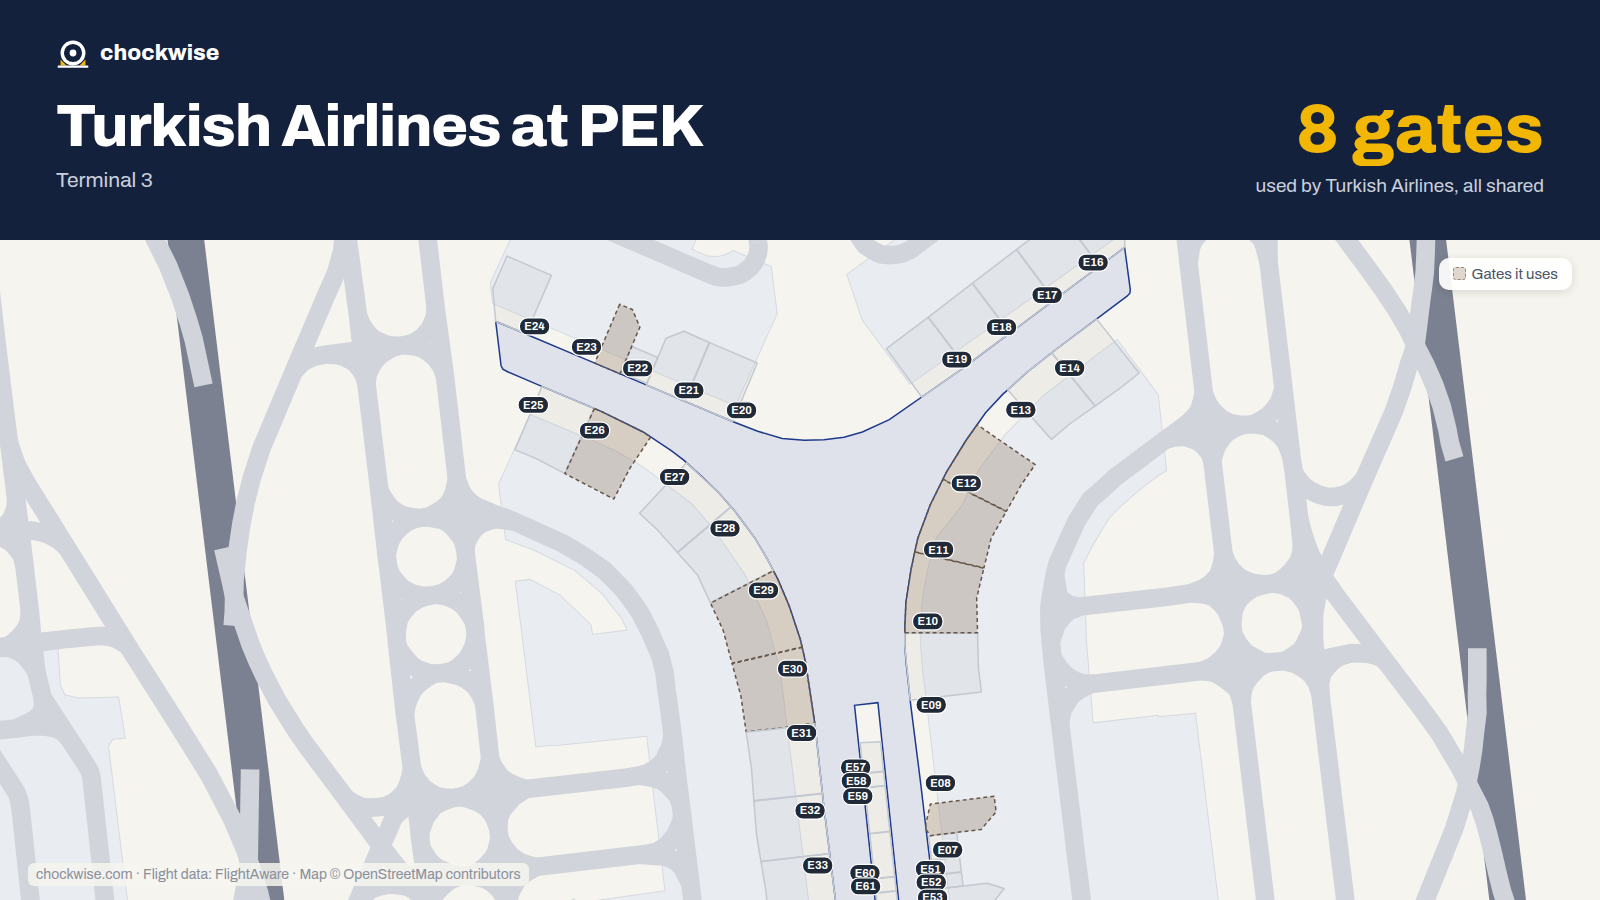 chockwise
Turkish Airlines at PEK
Terminal 3
8 gates
used by Turkish Airlines, all shared
Gates it uses
E16
E17
E18
E19
E24
E23
E22
E21
E20
E14
E13
E25
E26
E27
E28
E12
E11
E29
E10
E30
E09
E31
E57
E58
E59
E08
E32
E07
E33
E60
E61
E51
E52
E53
chockwise.com · Flight data: FlightAware · Map © OpenStreetMap contributors